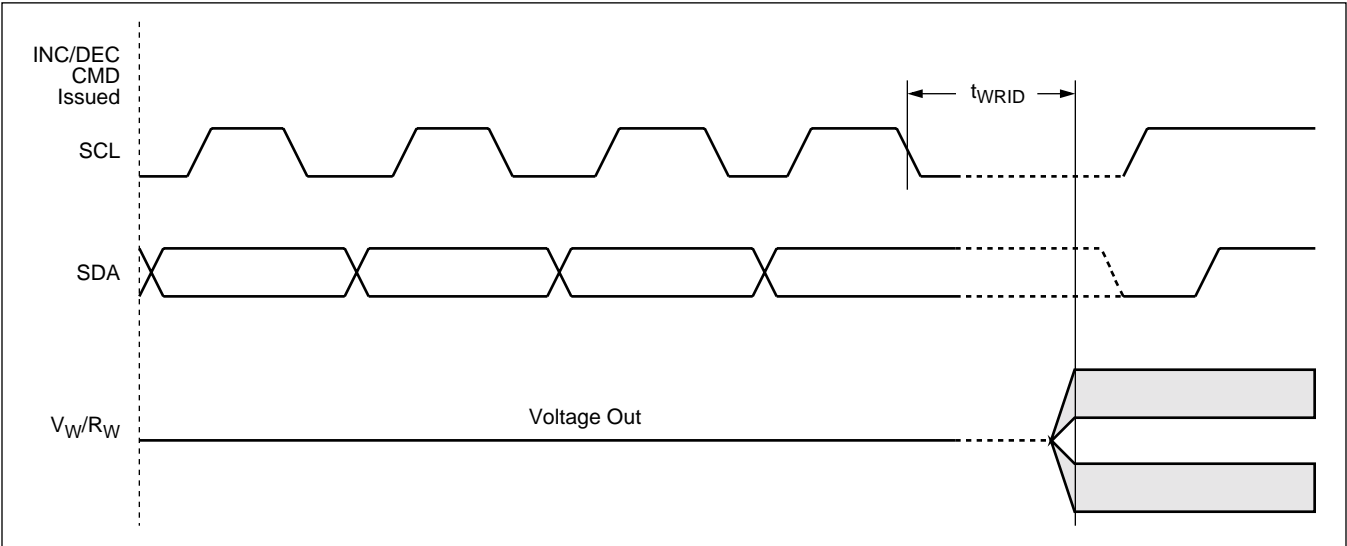 INC/DEC
CMD
Issued
tWRID
SCL
SDA
Voltage Out
VW/RW